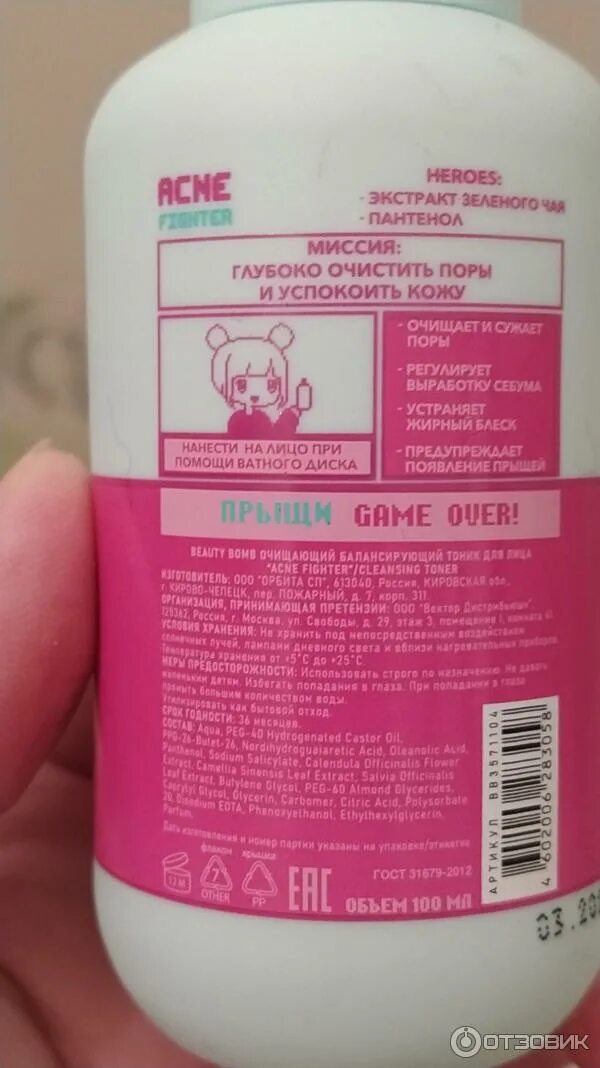 ACNE
FIGHTER
HEROES:
- ЭКСТРАКТ ЗЕЛЕНОГО ЧАЯ
- ПАНТЕНОЛ
МИССИЯ:
ГЛУБОКО ОЧИСТИТЬ ПОРЫ
И УСПОКОИТЬ КОЖУ
- ОЧИЩАЕТ И СУЖАЕТ
ПОРЫ
- РЕГУЛИРУЕТ
ВЫРАБОТКУ СЕБУМА
- УСТРАНЯЕТ
ЖИРНЫЙ БЛЕСК
- ПРЕДУПРЕЖДАЕТ
ПОЯВЛЕНИЕ ПРЫЩЕЙ
НАНЕСТИ НА ЛИЦО ПРИ
ПОМОЩИ ВАТНОГО ДИСКА
ПРЫЩИ GAME OVER!
BEAUTY BOMB ОЧИЩАЮЩИЙ БАЛАНСИРУЮЩИЙ ТОНИК ДЛЯ ЛИЦА
"ACNE FIGHTER"/CLEANSING TONER
ИЗГОТОВИТЕЛЬ: ООО "ОРБИТА СП", 613040, Россия, КИРОВСКАЯ обл.,
г. КИРОВО-ЧЕПЕЦК, пер. ПОЖАРНЫЙ, д. 7, корп. 311.
ОРГАНИЗАЦИЯ, ПРИНИМАЮЩАЯ ПРЕТЕНЗИИ: ООО "Вектор Дистрибьюшн",
125362, Россия, г. Москва, ул. Свободы, д. 29, этаж 3, помещение I, комната 41
УСЛОВИЯ ХРАНЕНИЯ: Не хранить под непосредственным воздействием
солнечных лучей, лампами дневного света и вблизи нагревательных приборов.
Температура хранения от +5°С до +25°С.
МЕРЫ ПРЕДОСТОРОЖНОСТИ: Использовать строго по назначению. Не давать
маленьким детям. Избегать попадания в глаза. При попадании в глаза
промыть большим количеством воды.
Утилизировать как бытовой отход.
СРОК ГОДНОСТИ: 36 месяцев.
СОСТАВ: Aqua, PEG-40 Hydrogenated Castor Oil,
PPG-26-Butet-26, Nordihydroguaiaretic Acid, Oleanolic Acid,
Panthenol, Sodium Salicylate, Calendula Officinalis Flower
Extract, Camellia Sinensis Leaf Extract, Salvia Officinalis
Leaf Extract, Butylene Glycol, PEG-60 Almond Glycerides,
Caprylyl Glycol, Glycerin, Carbomer, Citric Acid, Polysorbate
20, Disodium EDTA, Phenoxyethanol, Ethylhexylglycerin,
Parfum.
Дата изготовления и номер партии указаны на упаковке/этикетке
флакон крышка
12 M
7
OTHER
PP
EAC
ГОСТ 31679-2012
ОБЪЕМ 100 МЛ
АРТИКУЛ BB3571104
4 602006 283058
03.20
ОТЗОВИК